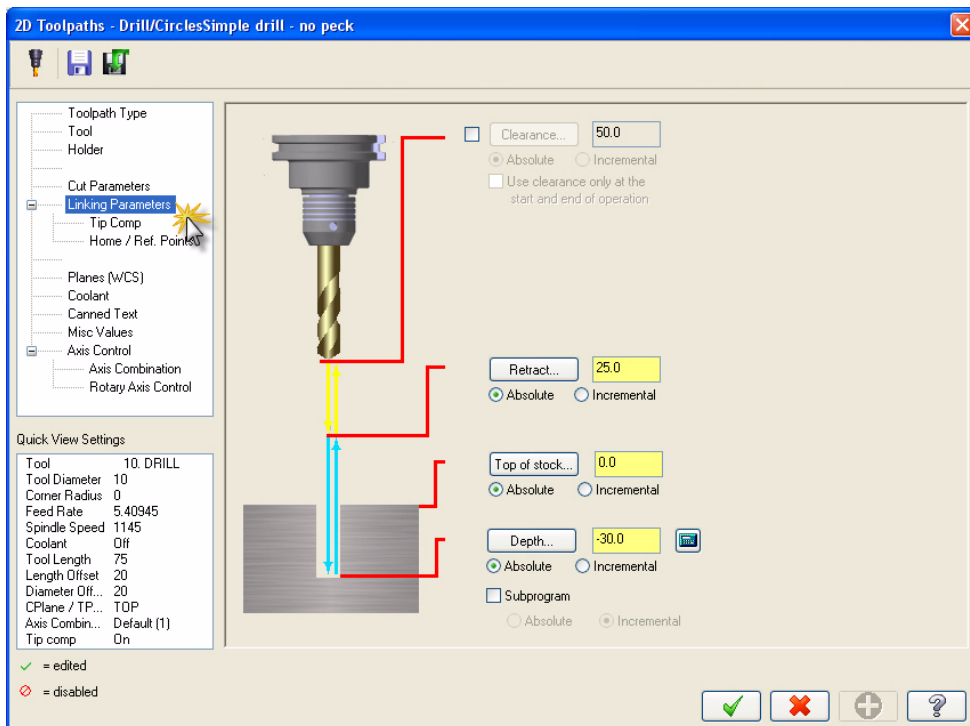 2D Toolpaths - Drill/CirclesSimple drill - no peck
Toolpath Type
Tool
Holder
Cut Parameters
Linking Parameters
Tip Comp
Home / Ref. Points
Planes (WCS)
Coolant
Canned Text
Misc Values
Axis Control
Axis Combination
Rotary Axis Control
Quick View Settings
Tool 10. DRILL
Tool Diameter 10
Corner Radius 0
Feed Rate 5.40945
Spindle Speed 1145
Coolant Off
Tool Length 75
Length Offset 20
Diameter Off... 20
CPlane / TP... TOP
Axis Combin... Default (1)
Tip comp On
= edited
= disabled
Clearance... 50.0
Absolute Incremental
Use clearance only at the
start and end of operation
Retract... 25.0
Absolute Incremental
Top of stock... 0.0
Absolute Incremental
Depth... -30.0
Absolute Incremental
Subprogram
Absolute Incremental